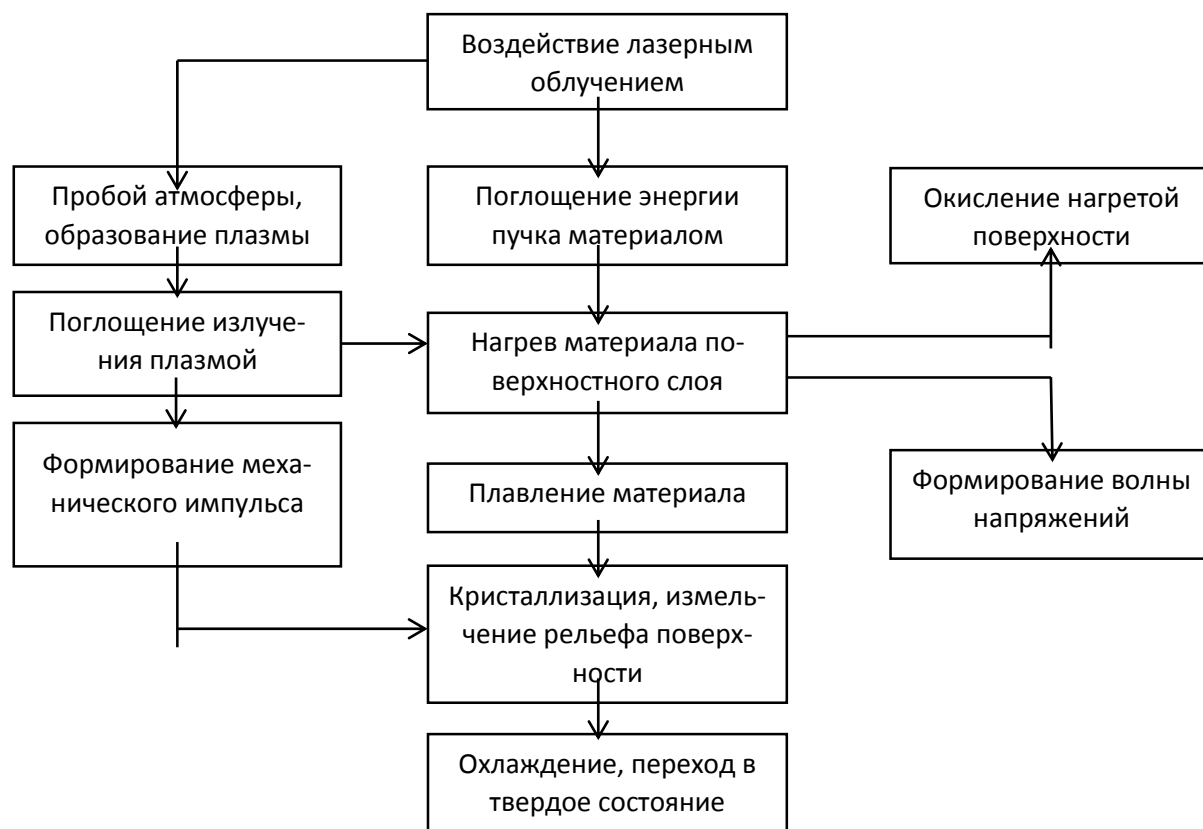 Воздействие лазерным
облучением
Пробой атмосферы,
образование плазмы
Поглощение энергии
пучка материалом
Окисление нагретой
поверхности
Поглощение излуче-
ния плазмой
Нагрев материала по-
верхностного слоя
Формирование меха-
нического импульса
Плавление материала
Формирование волны
напряжений
Кристаллизация, измель-
чение рельефа поверх-
ности
Охлаждение, переход в
твердое состояние